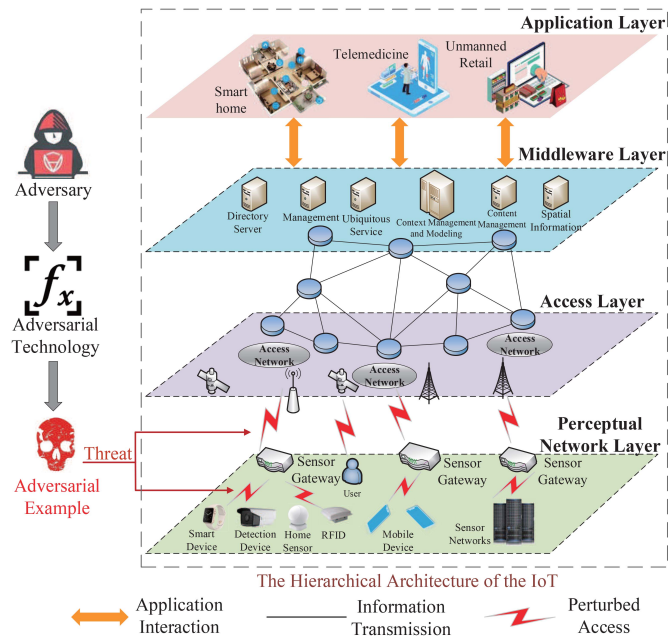 Application Layer
Telemedicine
Unmanned
Retail
Smart
home
Adversary
Middleware Layer
Directory
Server
Management
Ubiquitous
Service
Context Management
and Modeling
Content
Management
Spatial
Information
fx
Adversarial
Technology
Access Layer
Access
Network
Access
Network
Access
Network
Perceptual
Network Layer
Threat
Adversarial
Example
Sensor
Gateway
User
Sensor
Gateway
Sensor
Gateway
Smart
Device
Detection
Device
Home
Sensor
RFID
Mobile
Device
Sensor
Networks
The Hierarchical Architecture of the IoT
Application
Interaction
Information
Transmission
Perturbed
Access